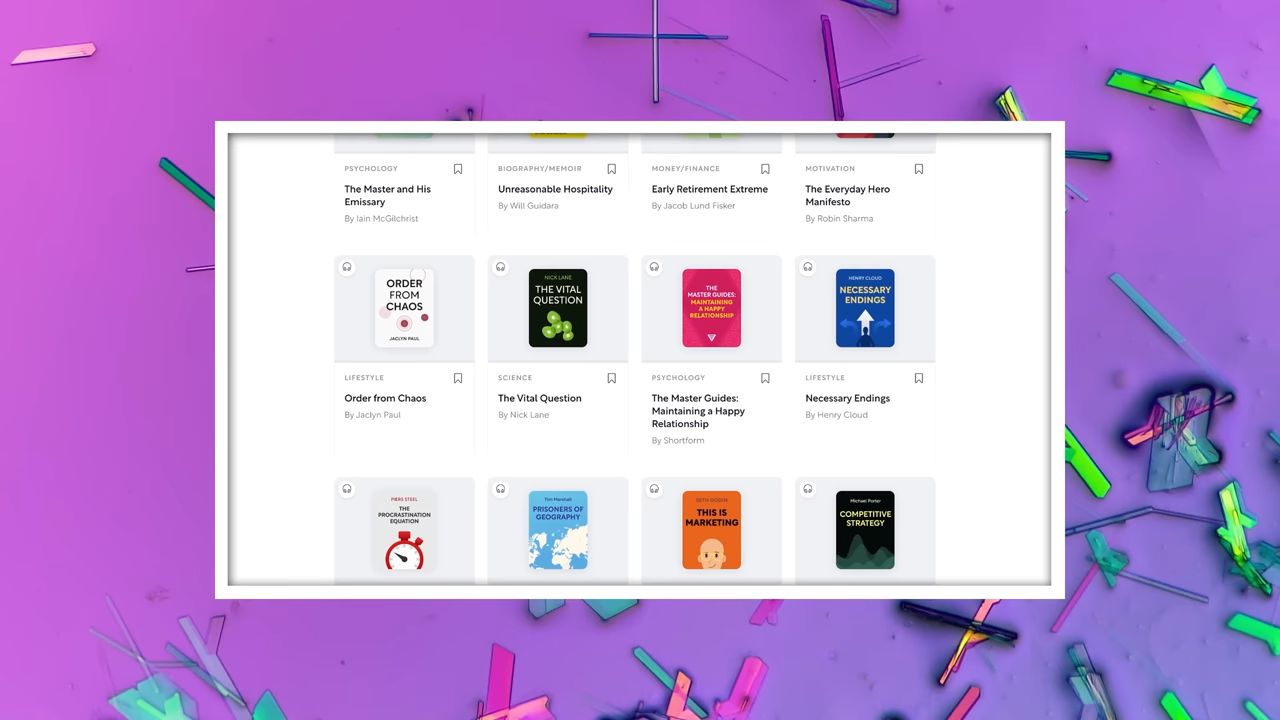 PSYCHOLOGY
The Master and His
Emissary
By Iain McGilchrist
BIOGRAPHY/MEMOIR
Unreasonable Hospitality
By Will Guidara
MONEY/FINANCE
Early Retirement Extreme
By Jacob Lund Fisker
MOTIVATION
The Everyday Hero
Manifesto
By Robin Sharma
ORDER
FROM
CHAOS
JACLYN PAUL
LIFESTYLE
Order from Chaos
By Jaclyn Paul
NICK LANE
THE VITAL
QUESTION
SCIENCE
The Vital Question
By Nick Lane
THE
MASTER GUIDES:
MAINTAINING
A HAPPY
RELATIONSHIP
PSYCHOLOGY
The Master Guides:
Maintaining a Happy
Relationship
By Shortform
HENRY CLOUD
NECESSARY
ENDINGS
LIFESTYLE
Necessary Endings
By Henry Cloud
PIERS STEEL
THE
PROCRASTINATION
EQUATION
Tim Marshall
PRISONERS OF
GEOGRAPHY
SETH GODIN
THIS IS
MARKETING
Michael Porter
COMPETITIVE
STRATEGY